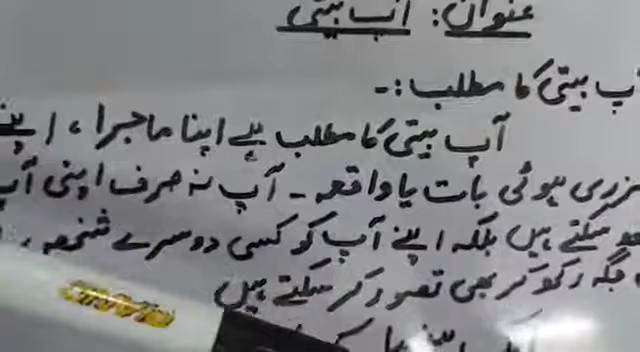 عنوان: آپ بیتی
آپ بیتی کا مطلب :-
آپ بیتی کا مطلب ہے اپنا ماجرا ، اپنے
گزری ہوئی بات یا واقعہ - آپ نہ صرف اپنی آپ
سکتے ہیں بلکہ اپنے آپ کو کسی دوسرے شخص ،
جگہ رکھ کر بھی تصور کر سکتے ہیں